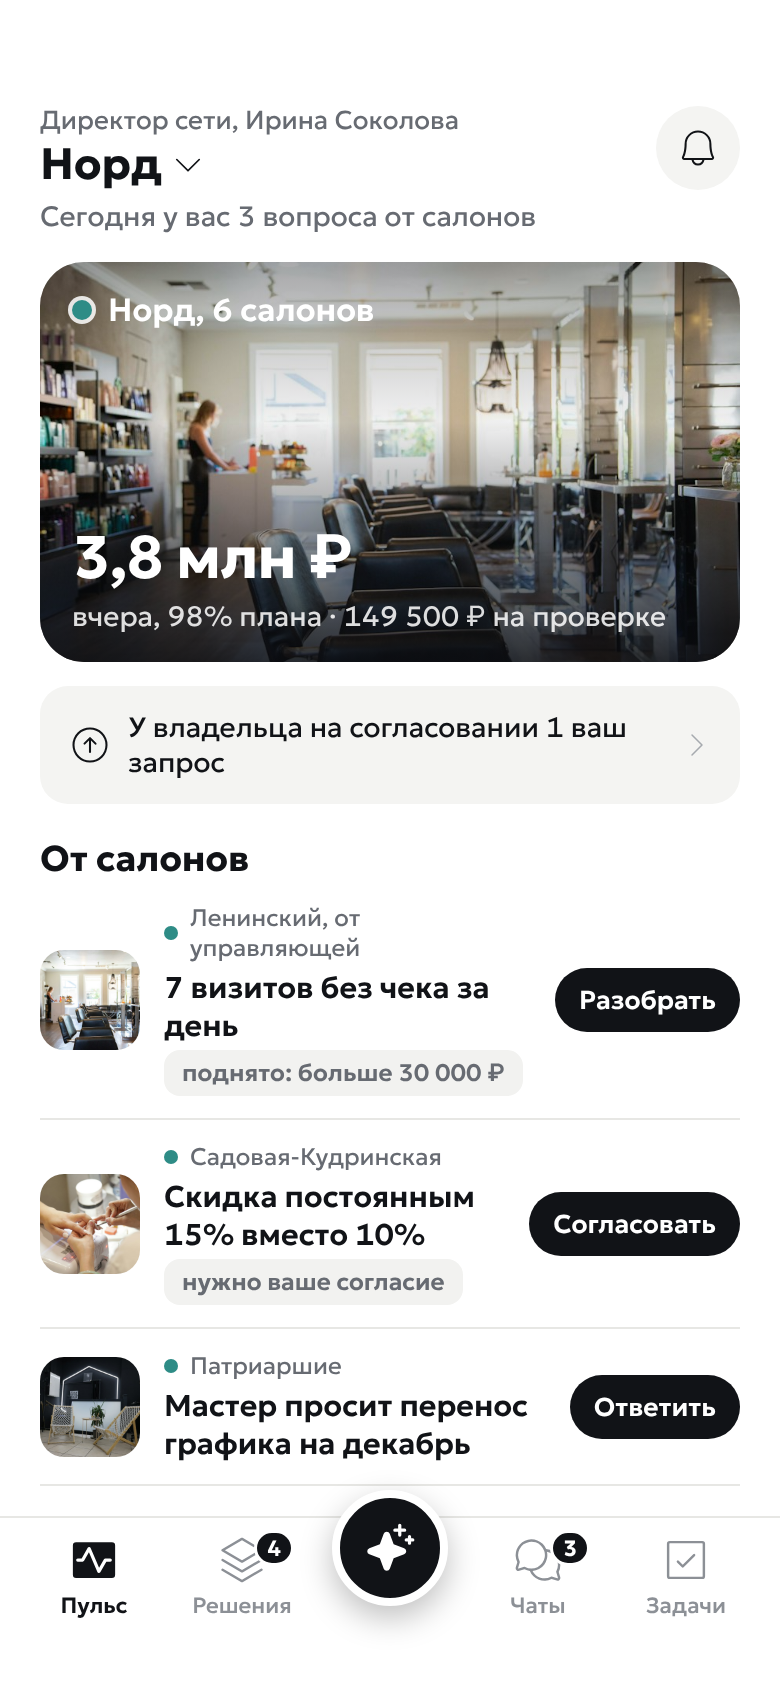 Директор сети, Ирина Соколова
Норд
Сегодня у вас 3 вопроса от салонов
Норд, 6 салонов
3,8 млн ₽
вчера, 98% плана · 149 500 ₽ на проверке
У владельца на согласовании 1 ваш
запрос
От салонов
Ленинский, от
управляющей
7 визитов без чека за
день
поднято: больше 30 000 ₽
Разобрать
Садовая-Кудринская
Скидка постоянным
15% вместо 10%
нужно ваше согласие
Согласовать
Патриаршие
Мастер просит перенос
графика на декабрь
Ответить
Пульс
4
Решения
3
Чаты
Задачи